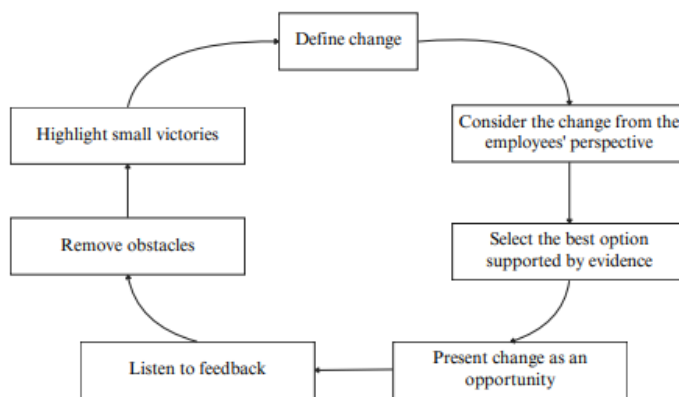 Define change
Consider the change from the
employees' perspective
Select the best option
supported by evidence
Present change as an
opportunity
Listen to feedback
Remove obstacles
Highlight small victories